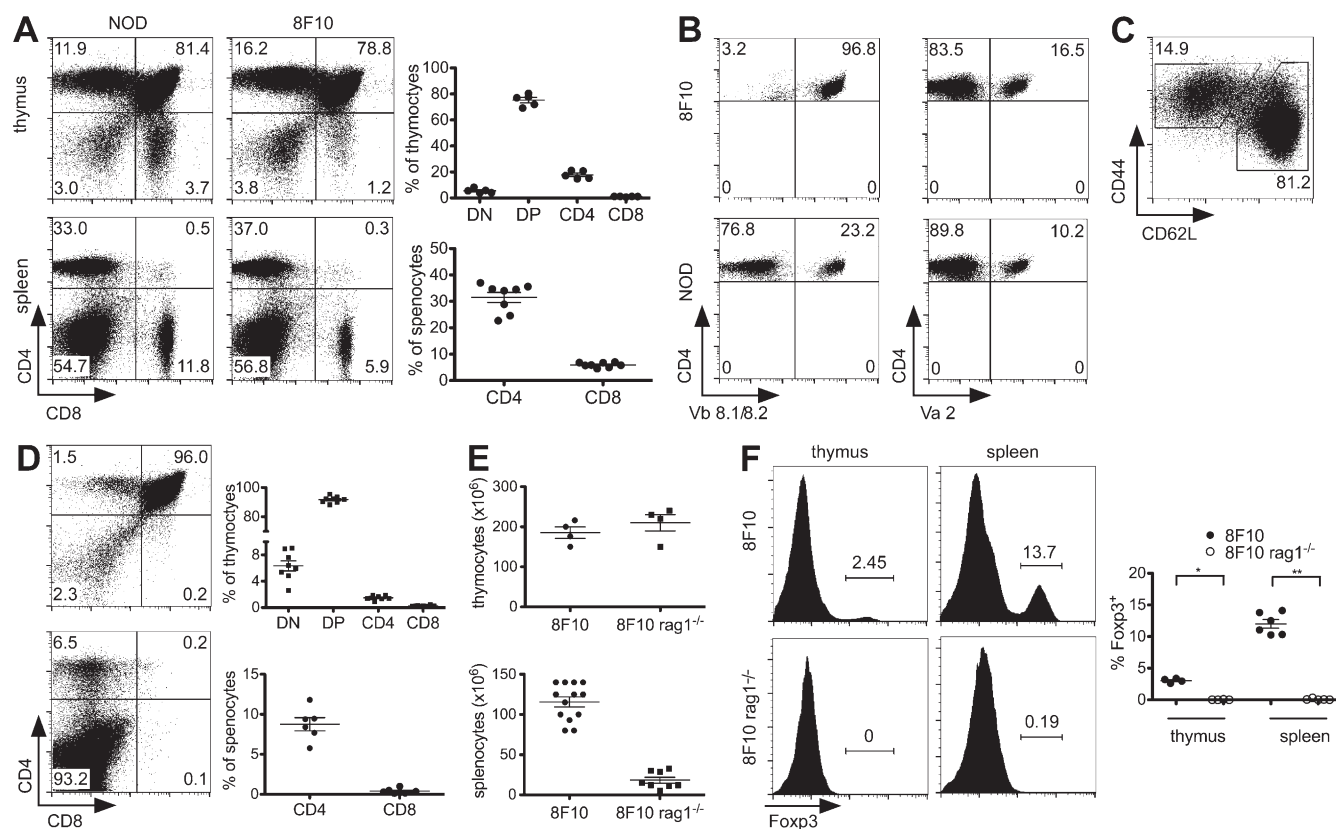 A
NOD
8F10
thymus
11.9
81.4
3.0
3.7
16.2
78.8
3.8
1.2
% of thymocytes
100
80
60
40
20
0
DN
DP
CD4
CD8
spleen
33.0
0.5
54.7
11.8
37.0
0.3
56.8
5.9
CD4
CD8
% of spenocytes
50
40
30
20
10
0
CD4
CD8
B
8F10
3.2
96.8
0
0
83.5
16.5
0
0
NOD
76.8
23.2
0
0
89.8
10.2
0
0
CD4
Vb 8.1/8.2
CD4
Va 2
C
14.9
81.2
CD44
CD62L
D
1.5
96.0
2.3
0.2
% of thymoctyes
100
80
8
4
0
DN
DP
CD4
CD8
6.5
0.2
93.2
0.1
CD4
CD8
% of spenocytes
15
10
5
0
CD4
CD8
E
thymocytes (x10⁶)
300
200
100
0
8F10
8F10 rag1⁻/⁻
splenocytes (x10⁶)
150
100
50
0
8F10
8F10 rag1⁻/⁻
F
thymus
spleen
8F10
2.45
13.7
8F10 rag1⁻/⁻
0
0.19
Foxp3
8F10
8F10 rag1⁻/⁻
% Foxp3⁺
20
15
10
5
0
*
**
thymus
spleen